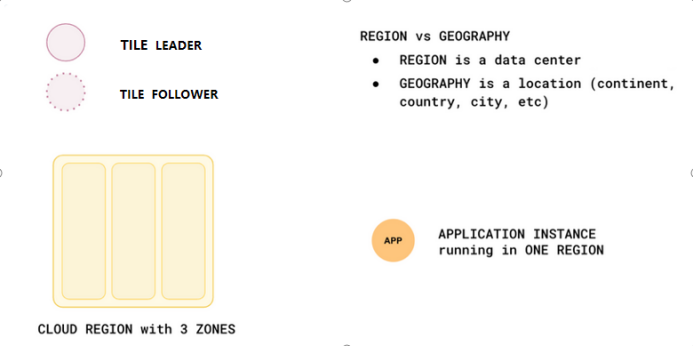 TILE LEADER
TILE FOLLOWER
CLOUD REGION with 3 ZONES
REGION vs GEOGRAPHY
● REGION is a data center
● GEOGRAPHY is a location (continent,
country, city, etc)
APP
APPLICATION INSTANCE
running in ONE REGION